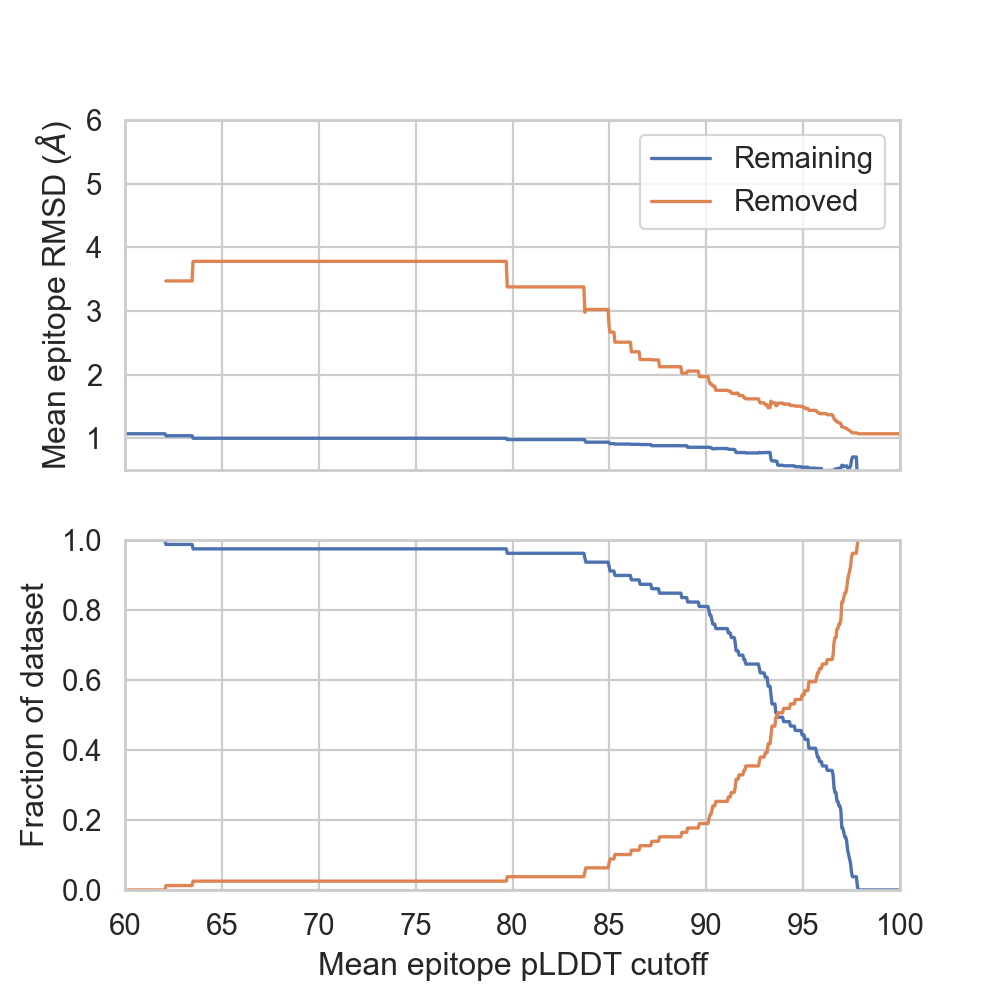 Mean epitope RMSD (Å)
6
5
4
3
2
1
Remaining
Removed
Fraction of dataset
1.0
0.8
0.6
0.4
0.2
0.0
60 65 70 75 80 85 90 95 100
Mean epitope pLDDT cutoff